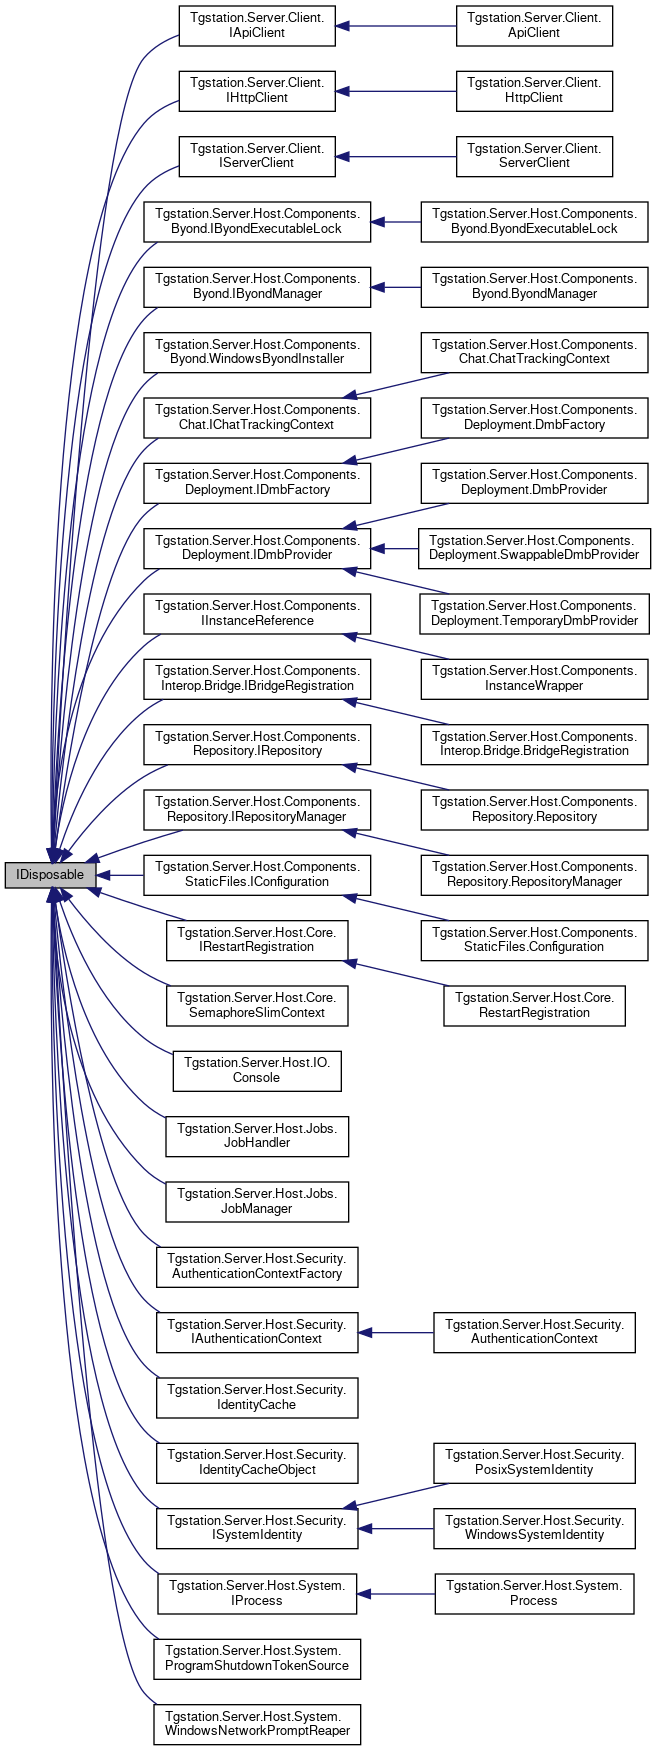 Tgstation.Server.Client.
IApiClient
Tgstation.Server.Client.
ApiClient
Tgstation.Server.Client.
IHttpClient
Tgstation.Server.Client.
HttpClient
Tgstation.Server.Client.
IServerClient
Tgstation.Server.Client.
ServerClient
Tgstation.Server.Host.Components.
Byond.IByondExecutableLock
Tgstation.Server.Host.Components.
Byond.ByondExecutableLock
Tgstation.Server.Host.Components.
Byond.IByondManager
Tgstation.Server.Host.Components.
Byond.ByondManager
Tgstation.Server.Host.Components.
Byond.WindowsByondInstaller
Tgstation.Server.Host.Components.
Chat.ChatTrackingContext
Tgstation.Server.Host.Components.
Chat.IChatTrackingContext
Tgstation.Server.Host.Components.
Deployment.DmbFactory
Tgstation.Server.Host.Components.
Deployment.IDmbFactory
Tgstation.Server.Host.Components.
Deployment.DmbProvider
Tgstation.Server.Host.Components.
Deployment.IDmbProvider
Tgstation.Server.Host.Components.
Deployment.SwappableDmbProvider
Tgstation.Server.Host.Components.
IInstanceReference
Tgstation.Server.Host.Components.
Deployment.TemporaryDmbProvider
Tgstation.Server.Host.Components.
Interop.Bridge.IBridgeRegistration
Tgstation.Server.Host.Components.
InstanceWrapper
Tgstation.Server.Host.Components.
Repository.IRepository
Tgstation.Server.Host.Components.
Interop.Bridge.BridgeRegistration
Tgstation.Server.Host.Components.
Repository.IRepositoryManager
Tgstation.Server.Host.Components.
Repository.Repository
IDisposable
Tgstation.Server.Host.Components.
StaticFiles.IConfiguration
Tgstation.Server.Host.Components.
Repository.RepositoryManager
Tgstation.Server.Host.Core.
IRestartRegistration
Tgstation.Server.Host.Components.
StaticFiles.Configuration
Tgstation.Server.Host.Core.
SemaphoreSlimContext
Tgstation.Server.Host.Core.
RestartRegistration
Tgstation.Server.Host.IO.
Console
Tgstation.Server.Host.Jobs.
JobHandler
Tgstation.Server.Host.Jobs.
JobManager
Tgstation.Server.Host.Security.
AuthenticationContextFactory
Tgstation.Server.Host.Security.
IAuthenticationContext
Tgstation.Server.Host.Security.
AuthenticationContext
Tgstation.Server.Host.Security.
IdentityCache
Tgstation.Server.Host.Security.
IdentityCacheObject
Tgstation.Server.Host.Security.
PosixSystemIdentity
Tgstation.Server.Host.Security.
ISystemIdentity
Tgstation.Server.Host.Security.
WindowsSystemIdentity
Tgstation.Server.Host.System.
IProcess
Tgstation.Server.Host.System.
Process
Tgstation.Server.Host.System.
ProgramShutdownTokenSource
Tgstation.Server.Host.System.
WindowsNetworkPromptReaper